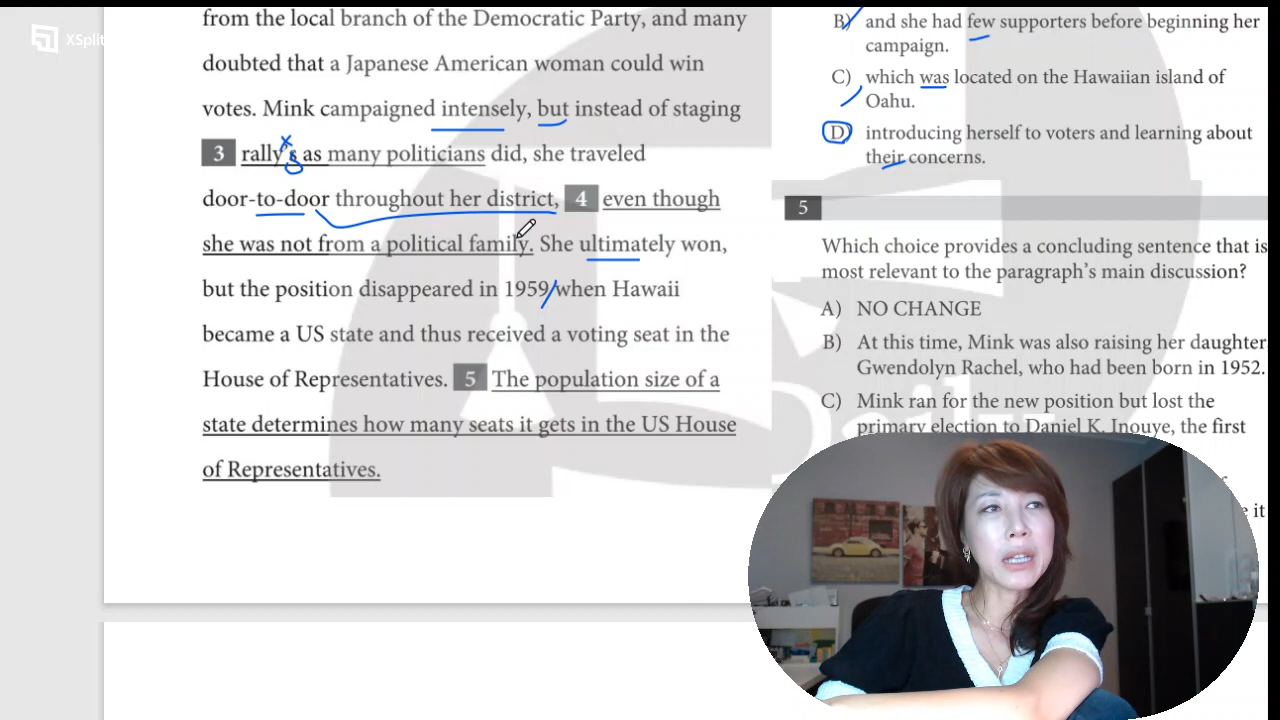 XSplit
from the local branch of the Democratic Party, and many
doubted that a Japanese American woman could win
votes. Mink campaigned intensely, but instead of staging
3 rally's as many politicians did, she traveled
door-to-door throughout her district, 4 even though
she was not from a political family. She ultimately won,
but the position disappeared in 1959 when Hawaii
became a US state and thus received a voting seat in the
House of Representatives. 5 The population size of a
state determines how many seats it gets in the US House
of Representatives.
B) and she had few supporters before beginning her
campaign.
C) which was located on the Hawaiian island of
Oahu.
D) introducing herself to voters and learning about
their concerns.
5
Which choice provides a concluding sentence that is
most relevant to the paragraph's main discussion?
A) NO CHANGE
B) At this time, Mink was also raising her daughter
Gwendolyn Rachel, who had been born in 1952.
C) Mink ran for the new position but lost the
primary election to Daniel K. Inouye, the first
it